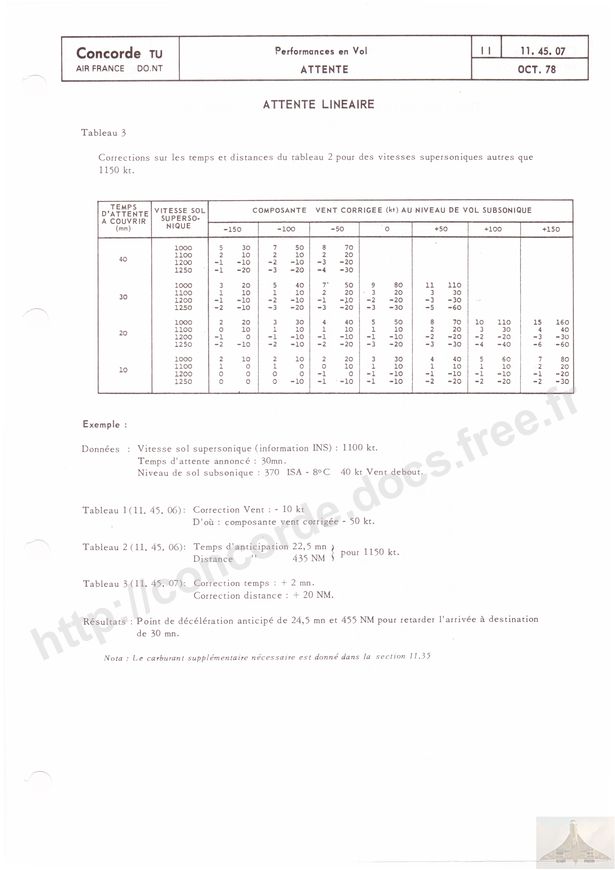 Concorde TU
AIR FRANCE DO.NT
Performances en Vol
ATTENTE
11
11. 45. 07
OCT. 78
ATTENTE LINEAIRE
Tableau 3
Corrections sur les temps et distances du tableau 2 pour des vitesses supersoniques autres que
1150 kt.
TEMPS D'ATTENTE A COUVRIR (mn) VITESSE SOL SUPERSO-NIQUE COMPOSANTE VENT CORRIGEE (kt) AU NIVEAU DE VOL SUBSONIQUE
-150 -100 -50 0 +50 +100 +150
40
1000 5 30 7 50 8 70
1100 2 10 2 10 2 20
1200 -1 -10 -2 -10 -3 -20
1250 -1 -20 -3 -20 -4 -30
30
1000 3 20 5 40 7 50 9 80 11 110
1100 1 10 1 10 2 20 3 20 3 30
1200 -1 -10 -2 -10 -1 -10 -2 -20 -3 -30
1250 -2 -20 -3 -20 -3 -20 -3 -30 -5 -60
20
1000 2 20 3 30 4 40 5 50 8 70 10 110 15 160
1100 0 10 1 10 1 10 1 10 2 20 3 30 4 40
1200 -1 0 -1 -10 -1 -10 -1 -10 -2 -20 -2 -20 -3 -30
1250 -2 -10 -2 -10 -2 -20 -3 -20 -3 -30 -4 -40 -6 -60
10
1000 2 10 2 10 2 20 3 30 4 40 5 60 7 80
1100 1 0 1 0 0 10 1 10 1 10 1 10 2 20
1200 0 0 0 0 -1 0 -1 -10 -1 -10 -1 -10 -1 -20
1250 0 0 0 -10 -1 -10 -1 -10 -2 -20 -2 -20 -2 -30
Exemple :
Données : Vitesse sol supersonique (information INS) : 1100 kt.
Temps d'attente annoncé : 30mn.
Niveau de sol subsonique : 370 ISA - 8°C 40 kt Vent debout.
Tableau 1 (11, 45, 06): Correction Vent : - 10 kt
D'où : composante vent corrigée - 50 kt.
Tableau 2 (11, 45, 06): Temps d'anticipation 22,5 mn
Distance " 435 NM } pour 1150 kt.
Tableau 3 (11, 45, 07): Correction temps : + 2 mn.
Correction distance : + 20 NM.
Résultats : Point de décélération anticipé de 24,5 mn et 455 NM pour retarder l'arrivée à destination
de 30 mn.
Nota : Le carburant supplémentaire nécessaire est donné dans la section 11,35
http://concorde.docs.free.fr